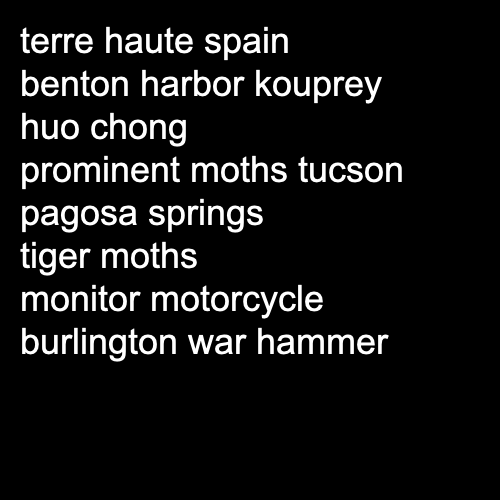 terre haute spain
benton harbor kouprey
huo chong
prominent moths tucson
pagosa springs
tiger moths
monitor motorcycle
burlington war hammer